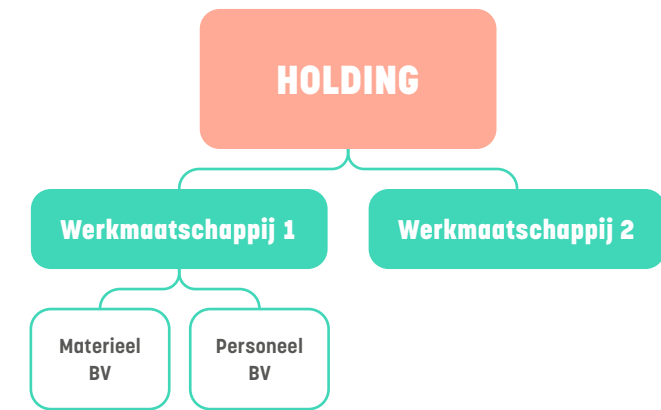 HOLDING
Werkmaatschappij 1
Werkmaatschappij 2
Materieel
BV
Personeel
BV